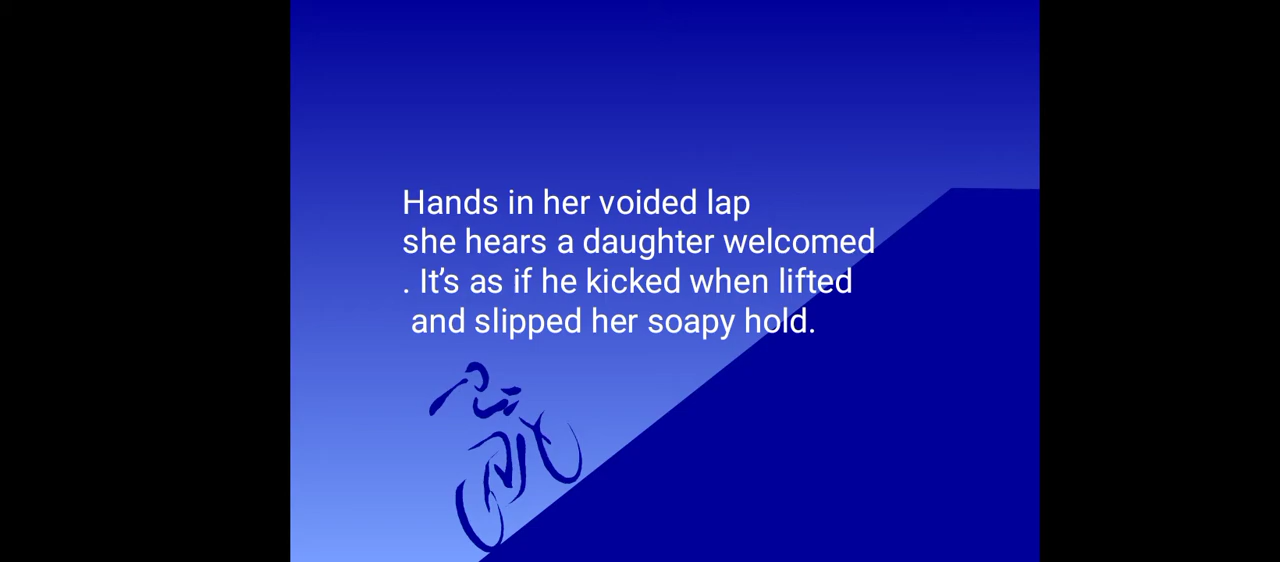 Hands in her voided lap
she hears a daughter welcomed
. It’s as if he kicked when lifted
and slipped her soapy hold.